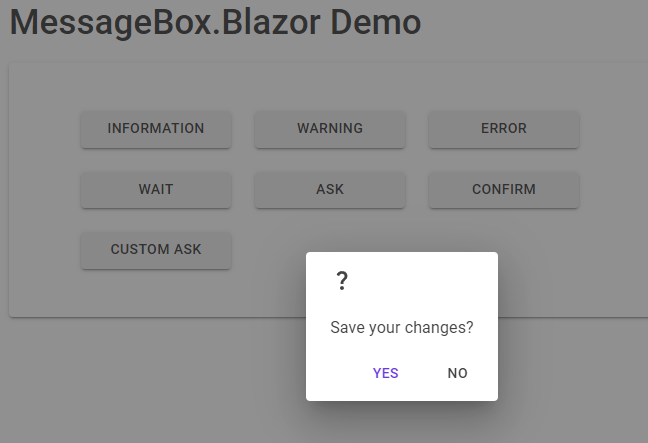 MessageBox.Blazor Demo
INFORMATION WARNING ERROR
WAIT ASK CONFIRM
CUSTOM ASK
?
Save your changes?
YES NO